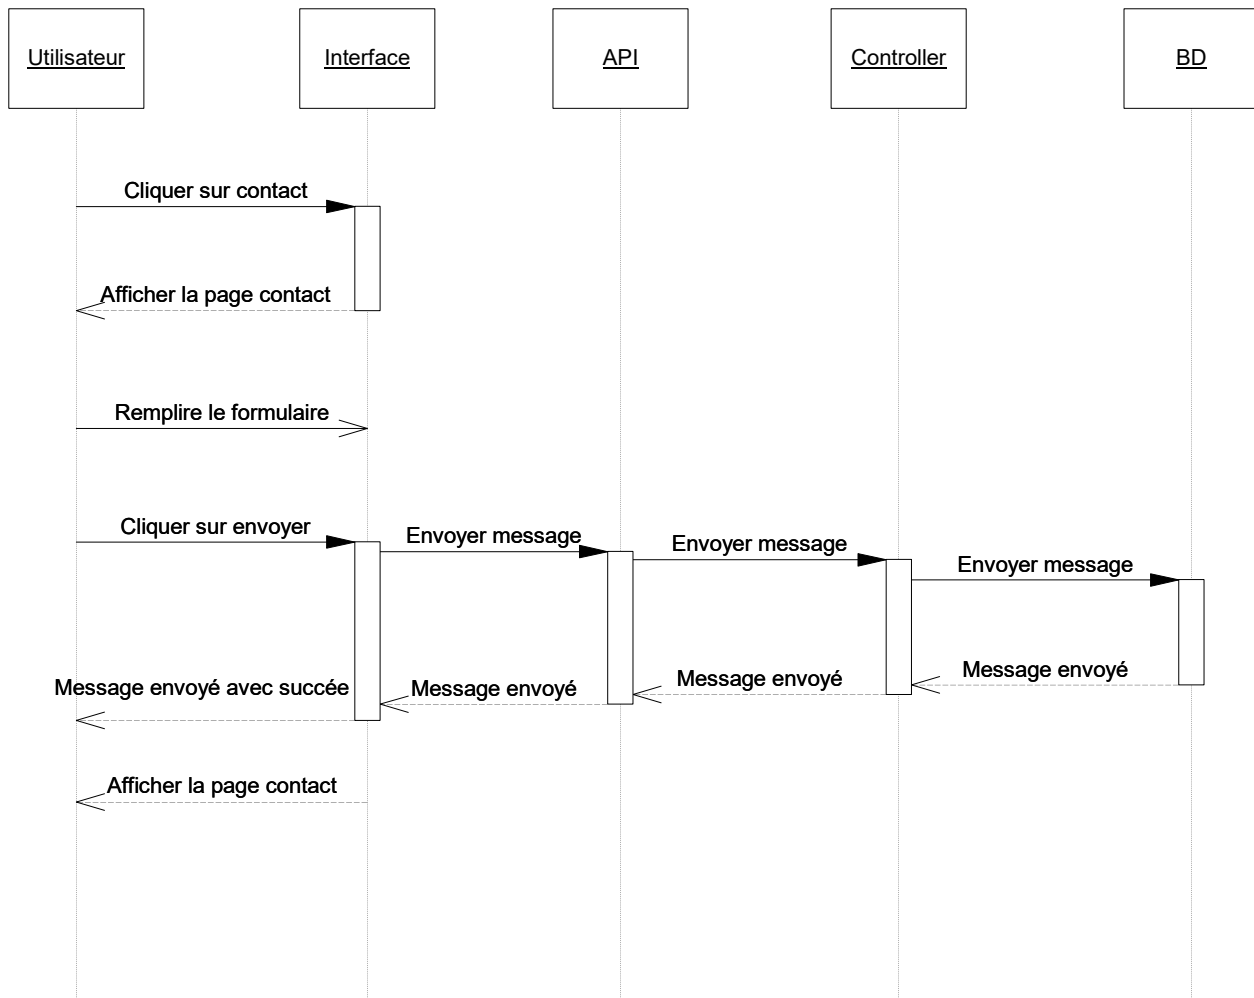 Utilisateur
Interface
API
Controller
BD
Cliquer sur contact
Afficher la page contact
Remplire le formulaire
Cliquer sur envoyer
Envoyer message
Envoyer message
Envoyer message
Message envoyé
Message envoyé
Message envoyé
Message envoyé avec succée
Afficher la page contact